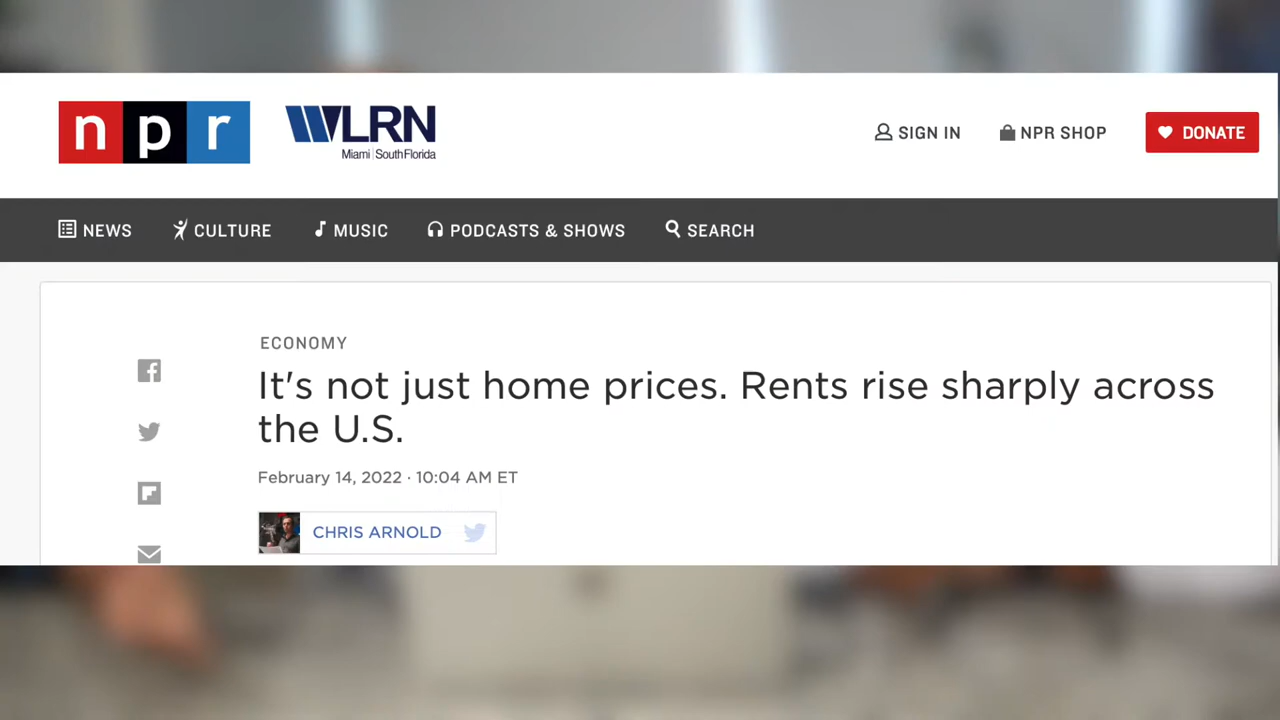 npr WLRN
Miami | South Florida
SIGN IN NPR SHOP DONATE
NEWS CULTURE MUSIC PODCASTS & SHOWS SEARCH
ECONOMY
It's not just home prices. Rents rise sharply across
the U.S.
February 14, 2022 · 10:04 AM ET
CHRIS ARNOLD